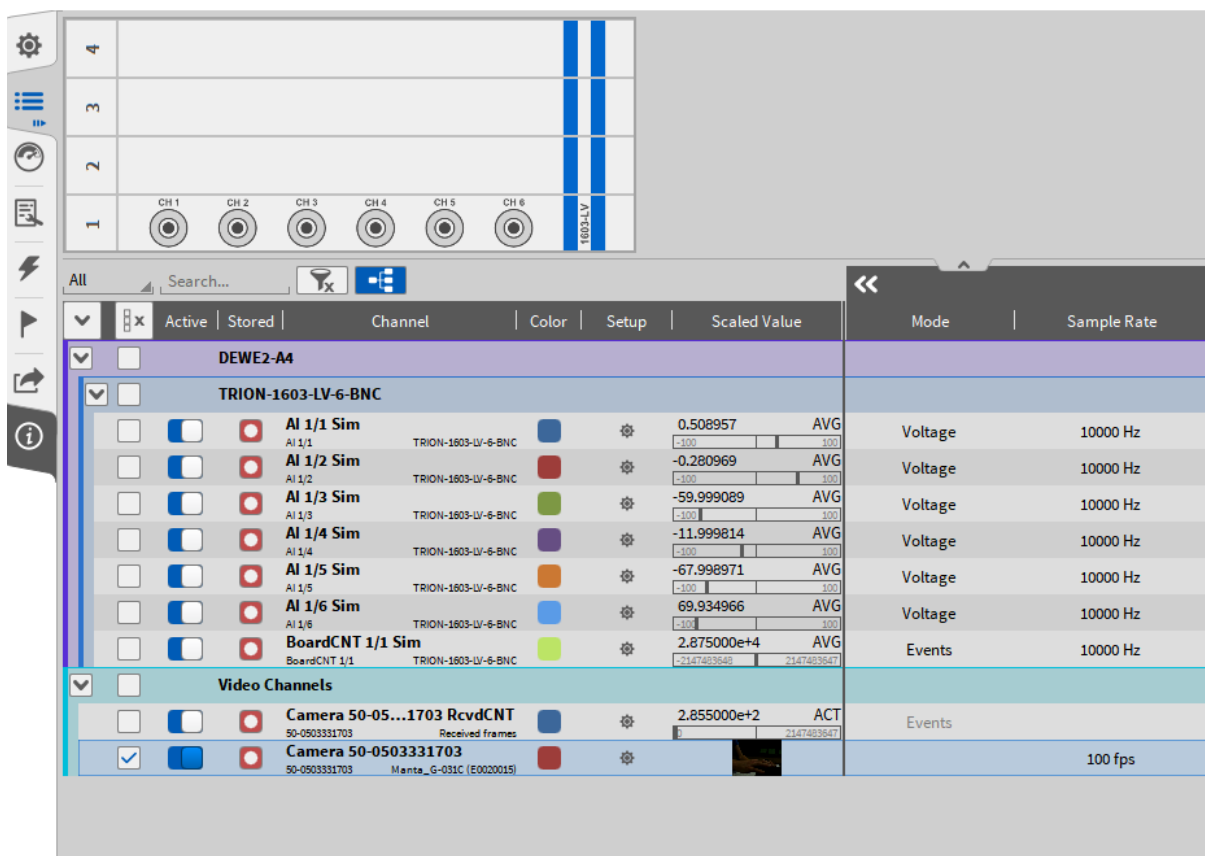 4
3
2
1
CH 1 CH 2 CH 3 CH 4 CH 5 CH 6
1603-LV
All Search...
Active Stored Channel Color Setup Scaled Value Mode Sample Rate
DEWE2-A4
TRION-1603-LV-6-BNC
AI 1/1 Sim 0.508957 AVG
AI 1/1 TRION-1603-LV-6-BNC -100 100 Voltage 10000 Hz
AI 1/2 Sim -0.280969 AVG
AI 1/2 TRION-1603-LV-6-BNC -100 100 Voltage 10000 Hz
AI 1/3 Sim -59.999089 AVG
AI 1/3 TRION-1603-LV-6-BNC -100 100 Voltage 10000 Hz
AI 1/4 Sim -11.999814 AVG
AI 1/4 TRION-1603-LV-6-BNC -100 100 Voltage 10000 Hz
AI 1/5 Sim -67.998971 AVG
AI 1/5 TRION-1603-LV-6-BNC -100 100 Voltage 10000 Hz
AI 1/6 Sim 69.934966 AVG
AI 1/6 TRION-1603-LV-6-BNC -100 100 Voltage 10000 Hz
BoardCNT 1/1 Sim 2.875000e+4 AVG
BoardCNT 1/1 TRION-1603-LV-6-BNC -2147483648 2147483647 Events 10000 Hz
Video Channels
Camera 50-05...1703 RcvdCNT 2.855000e+2 ACT
50-0503331703 Received frames 0 2147483647 Events
Camera 50-0503331703
50-0503331703 Manta_G-031C (E0020015) 100 fps